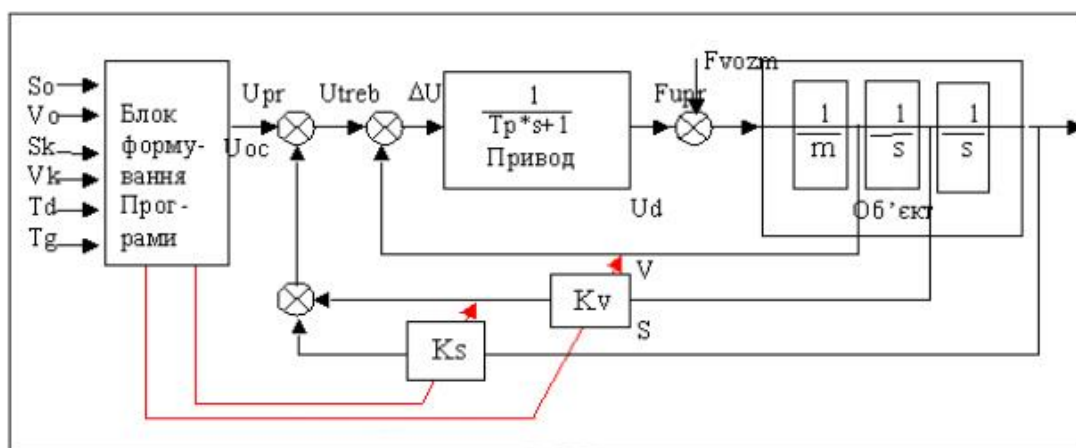 So
Vo
Sk
Vk
Td
Tg
Блок
форму-
вання
Прог-
рами
Upr
Uoc
Utreb
ΔU
1
Tp*s+1
Привод
Fupr
Fvozm
1
m
1
s
1
s
Об’єкт
Ud
V
Kv
S
Ks